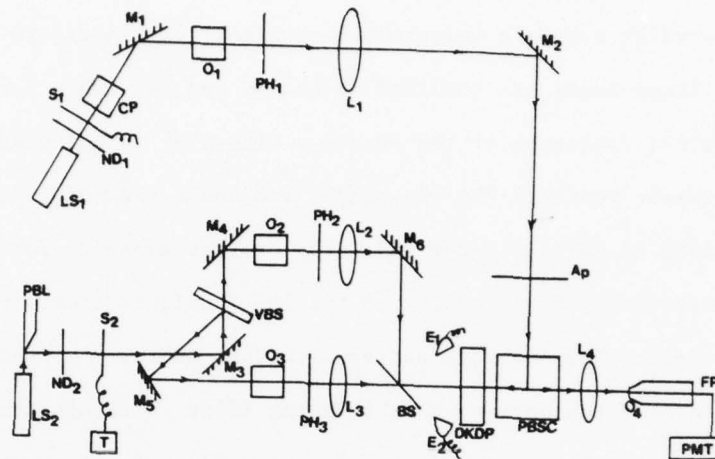 M1
M2
O1
PH1
L1
S1
CP
ND1
LS1
M4
O2
PH2
L2
M6
Ap
PBL
S2
VBS
ND2
M3
O3
E1
L4
FP
M5
PH3
L3
BS
E2
DKDP
PBSC
O4
LS2
T
PMT